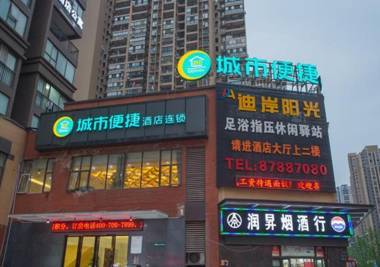 城市便捷
迪岸阳光
足浴指压休闲驿站
请进酒店大厅上二楼
TEL:87887080
城市便捷 酒店连锁
润昇烟酒行